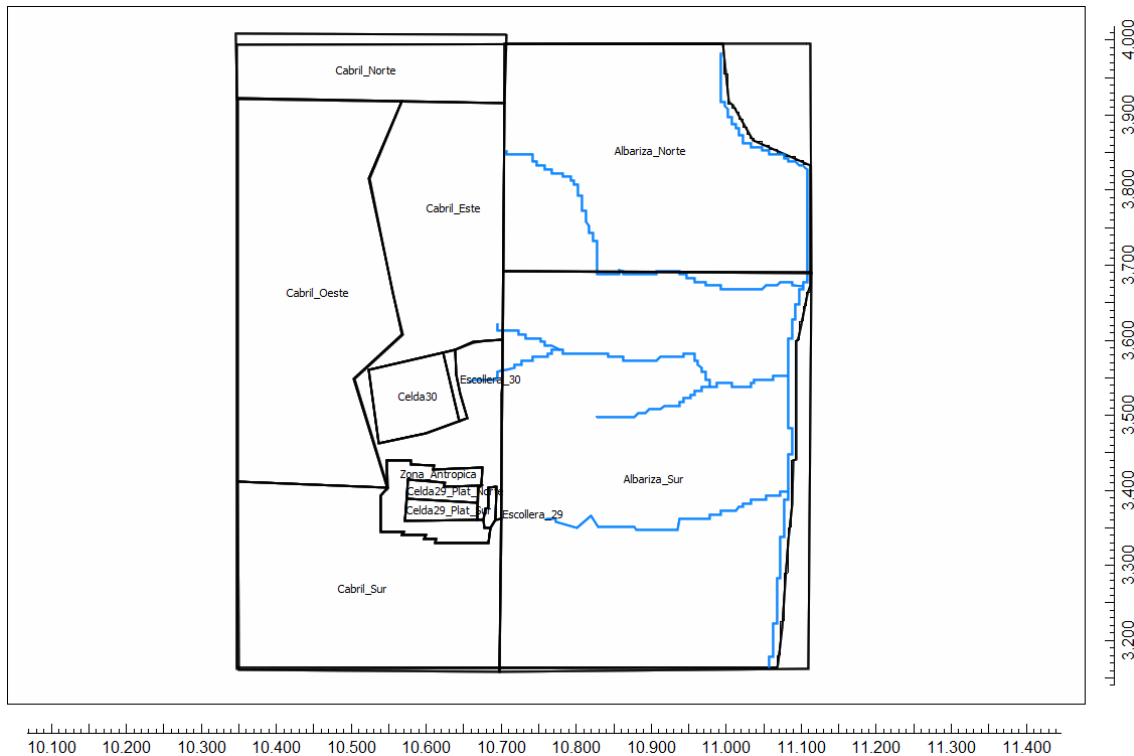 Cabril_Norte
Albariza_Norte
Cabril_Este
Cabril_Oeste
Escollera_30
Celda30
Zona_Antropica
Celda29_Plat_Norte
Celda29_Plat_Sur
Escollera_29
Albariza_Sur
Cabril_Sur
4.000
3.900
3.800
3.700
3.600
3.500
3.400
3.300
3.200
10.100 10.200 10.300 10.400 10.500 10.600 10.700 10.800 10.900 11.000 11.100 11.200 11.300 11.400